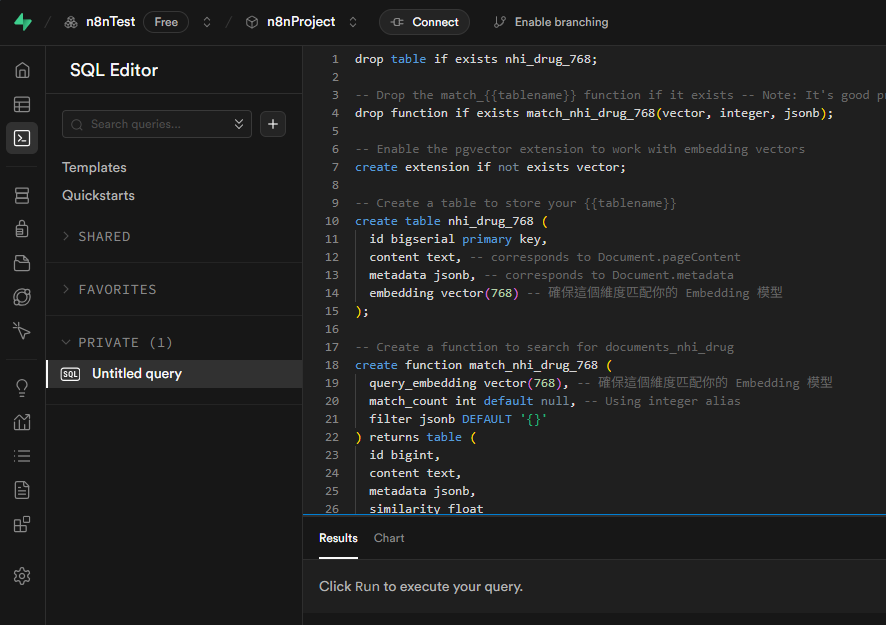 n8nTest Free n8nProject Connect Enable branching
SQL Editor
Search queries...
Templates
Quickstarts
SHARED
FAVORITES
PRIVATE (1)
SQL Untitled query
1 drop table if exists nhi_drug_768;
2
3 -- Drop the match_{{tablename}} function if it exists -- Note: It's good
4 drop function if exists match_nhi_drug_768(vector, integer, jsonb);
5
6 -- Enable the pgvector extension to work with embedding vectors
7 create extension if not exists vector;
8
9 -- Create a table to store your {{tablename}}
10 create table nhi_drug_768 (
11 id bigserial primary key,
12 content text, -- corresponds to Document.pageContent
13 metadata jsonb, -- corresponds to Document.metadata
14 embedding vector(768) -- 確保這個維度匹配你的 Embedding 模型
15 );
16
17 -- Create a function to search for documents_nhi_drug
18 create function match_nhi_drug_768 (
19 query_embedding vector(768), -- 確保這個維度匹配你的 Embedding 模型
20 match_count int default null, -- Using integer alias
21 filter jsonb DEFAULT '{}'
22 ) returns table (
23 id bigint,
24 content text,
25 metadata jsonb,
26 similarity float
Results Chart
Click Run to execute your query.